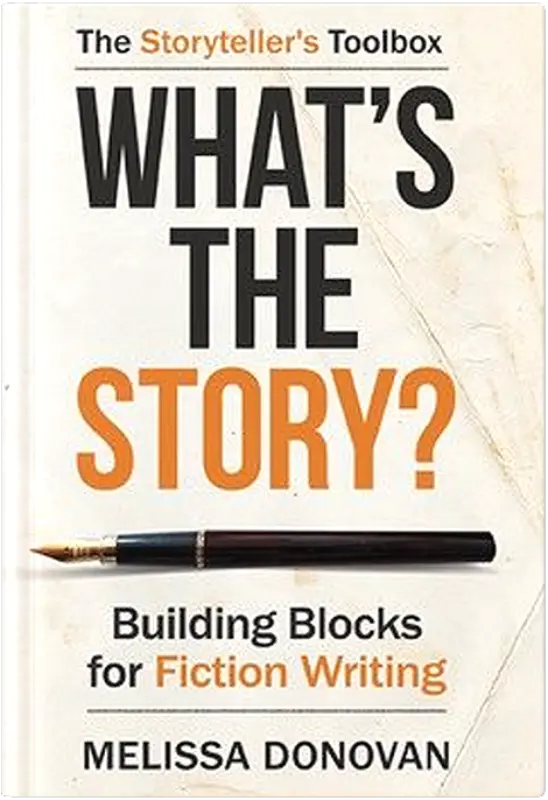 The Storyteller's Toolbox
WHAT'S
THE
STORY?
Building Blocks
for Fiction Writing
MELISSA DONOVAN